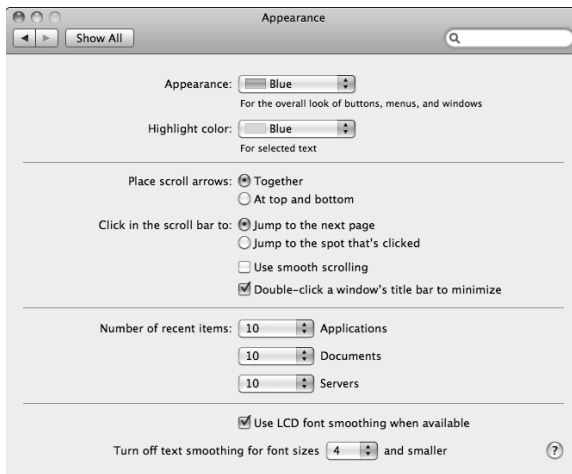 Appearance
Show All
Appearance: Blue
For the overall look of buttons, menus, and windows
Highlight color: Blue
For selected text
Place scroll arrows: Together
At top and bottom
Click in the scroll bar to: Jump to the next page
Jump to the spot that's clicked
Use smooth scrolling
Double-click a window's title bar to minimize
Number of recent items: 10 Applications
10 Documents
10 Servers
Use LCD font smoothing when available
Turn off text smoothing for font sizes 4 and smaller ?